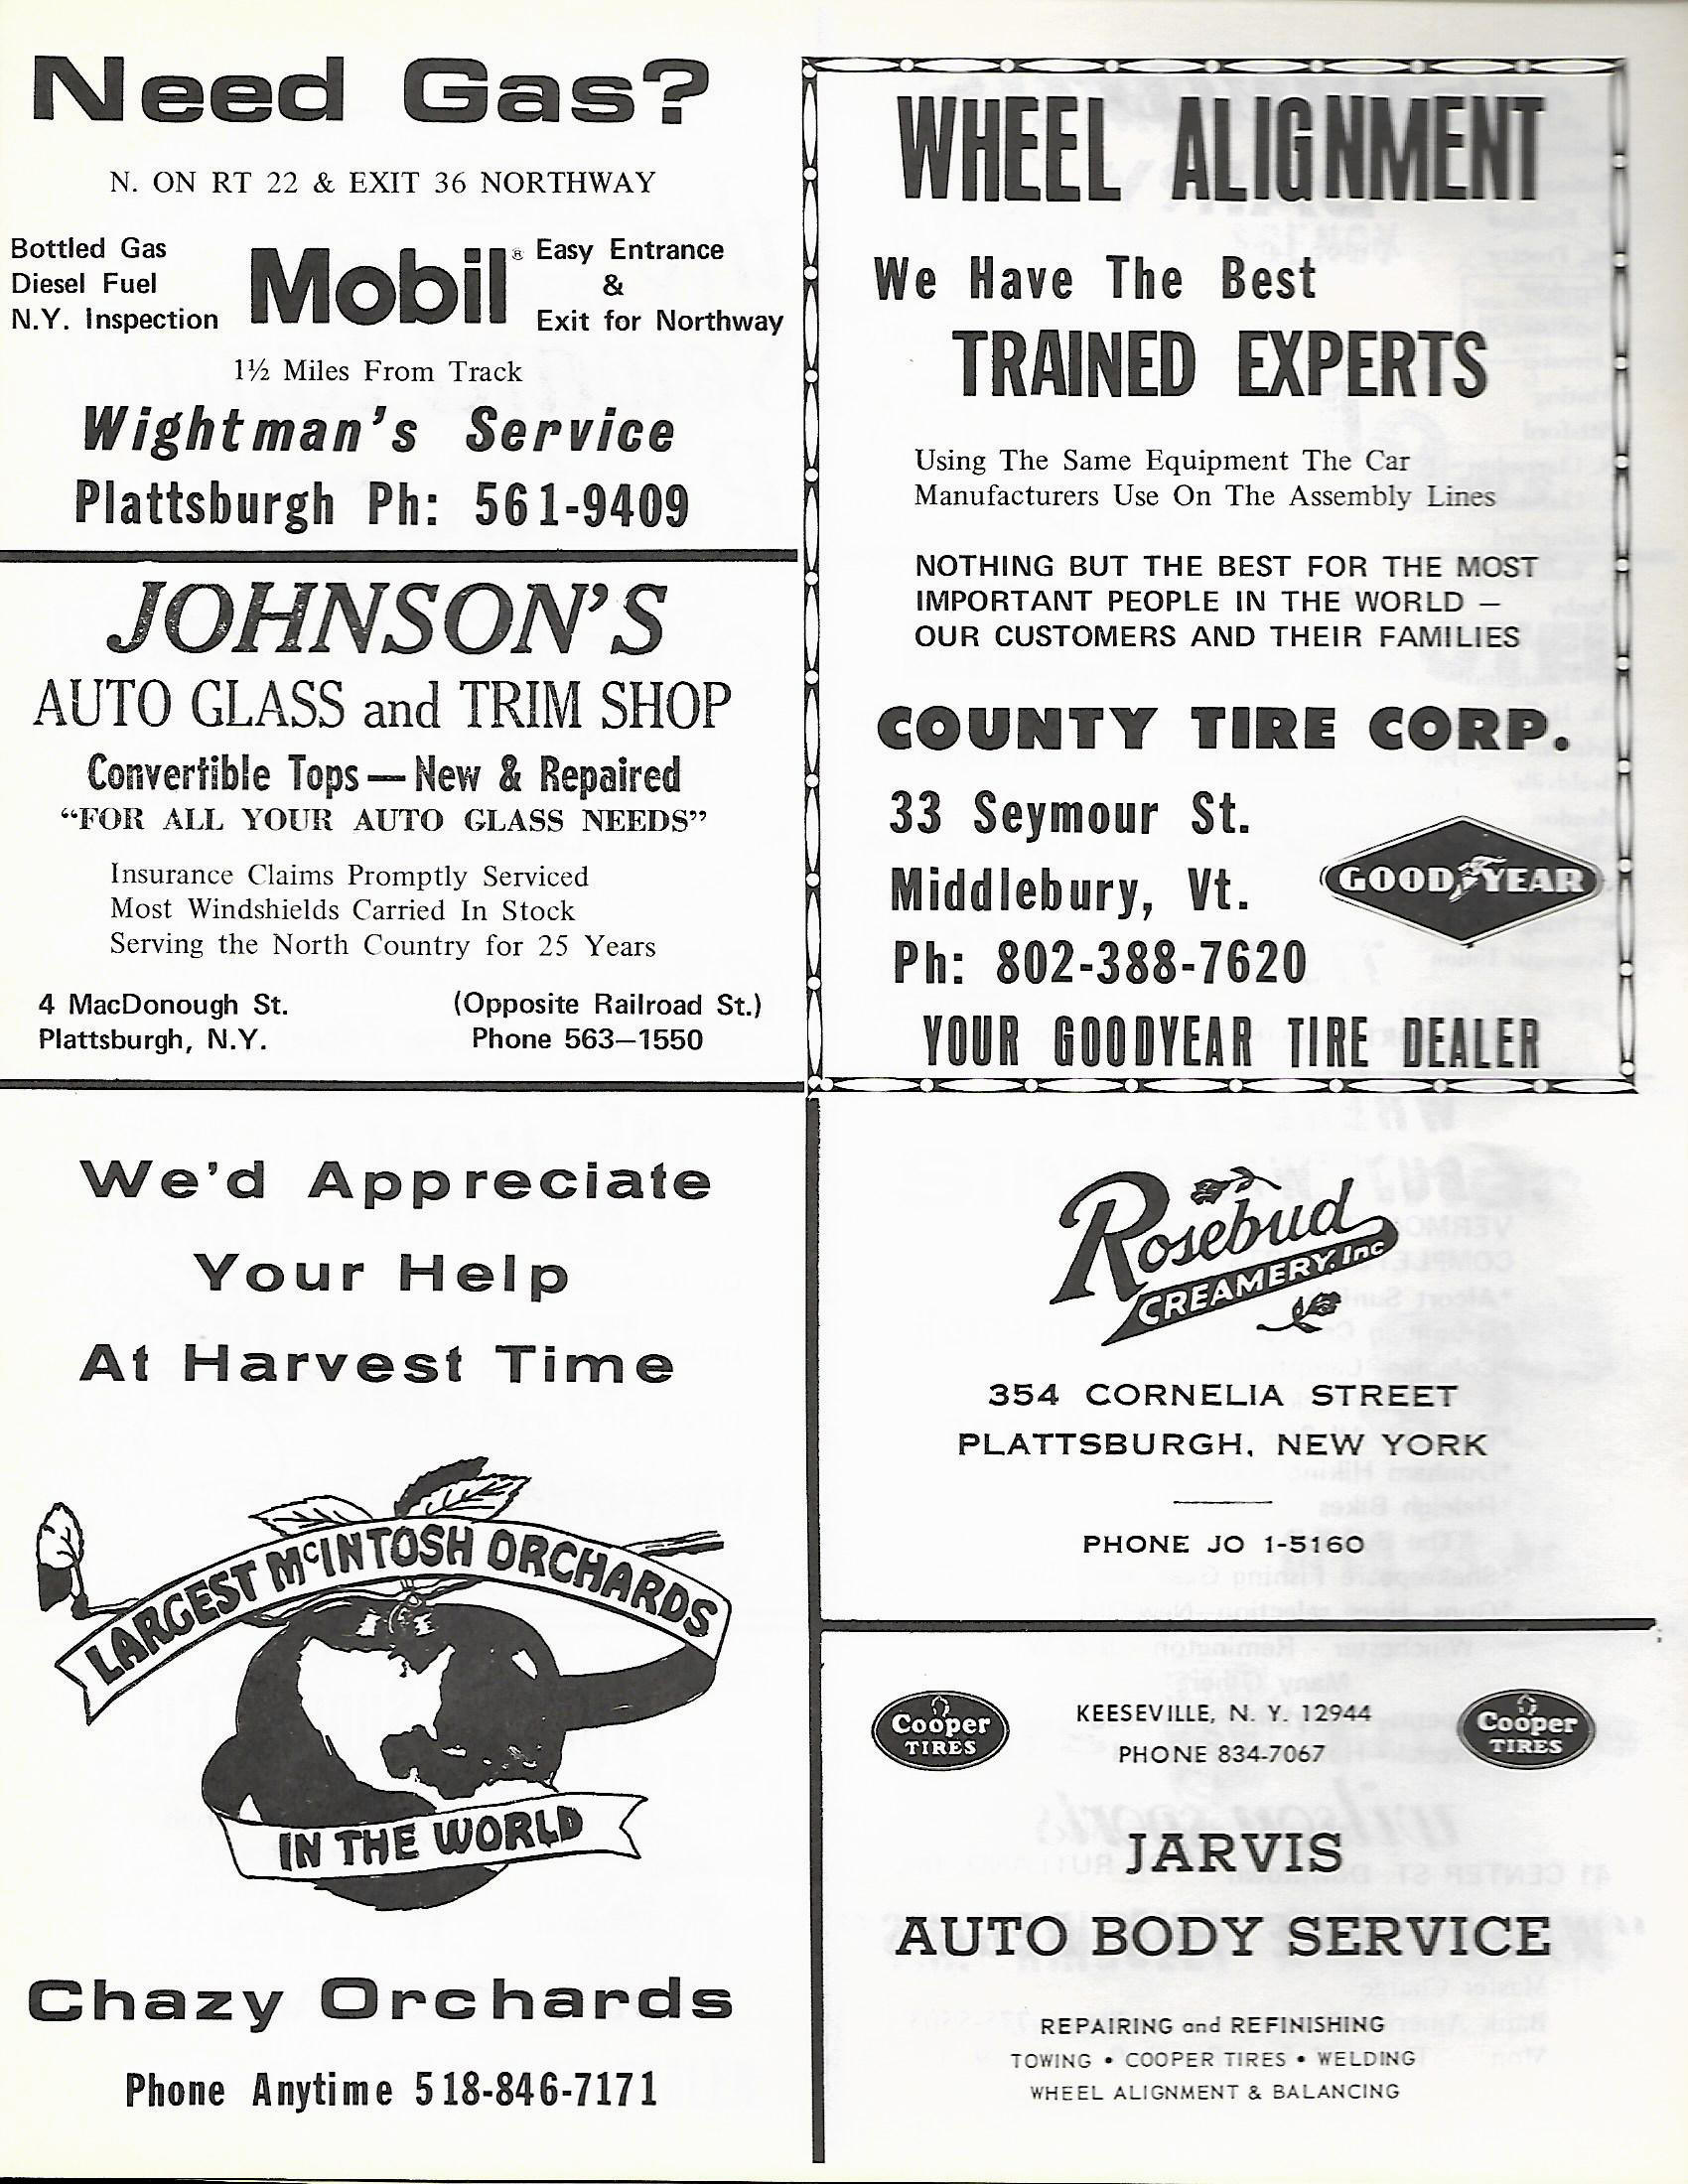 Need Gas?
N. ON RT 22 & EXIT 36 NORTHWAY
Bottled Gas
Diesel Fuel
N.Y. Inspection
Mobil®
Easy Entrance
&
Exit for Northway
1½ Miles From Track
Wightman's Service
Plattsburgh Ph: 561-9409
JOHNSON'S
AUTO GLASS and TRIM SHOP
Convertible Tops — New & Repaired
“FOR ALL YOUR AUTO GLASS NEEDS”
Insurance Claims Promptly Serviced
Most Windshields Carried In Stock
Serving the North Country for 25 Years
4 MacDonough St.
Plattsburgh, N.Y.
(Opposite Railroad St.)
Phone 563–1550
We'd Appreciate
Your Help
At Harvest Time
LARGEST McINTOSH ORCHARDS
IN THE WORLD
Chazy Orchards
Phone Anytime 518-846-7171
WHEEL ALIGNMENT
We Have The Best
TRAINED EXPERTS
Using The Same Equipment The Car
Manufacturers Use On The Assembly Lines
NOTHING BUT THE BEST FOR THE MOST
IMPORTANT PEOPLE IN THE WORLD –
OUR CUSTOMERS AND THEIR FAMILIES
COUNTY TIRE CORP.
33 Seymour St.
Middlebury, Vt.
Ph: 802-388-7620
GOODYEAR
YOUR GOODYEAR TIRE DEALER
Rosebud
CREAMERY, Inc
354 CORNELIA STREET
PLATTSBURGH, NEW YORK
PHONE JO 1-5160
Cooper
TIRES
KEESEVILLE, N. Y. 12944
PHONE 834-7067
Cooper
TIRES
JARVIS
AUTO BODY SERVICE
REPAIRING and REFINISHING
TOWING • COOPER TIRES • WELDING
WHEEL ALIGNMENT & BALANCING